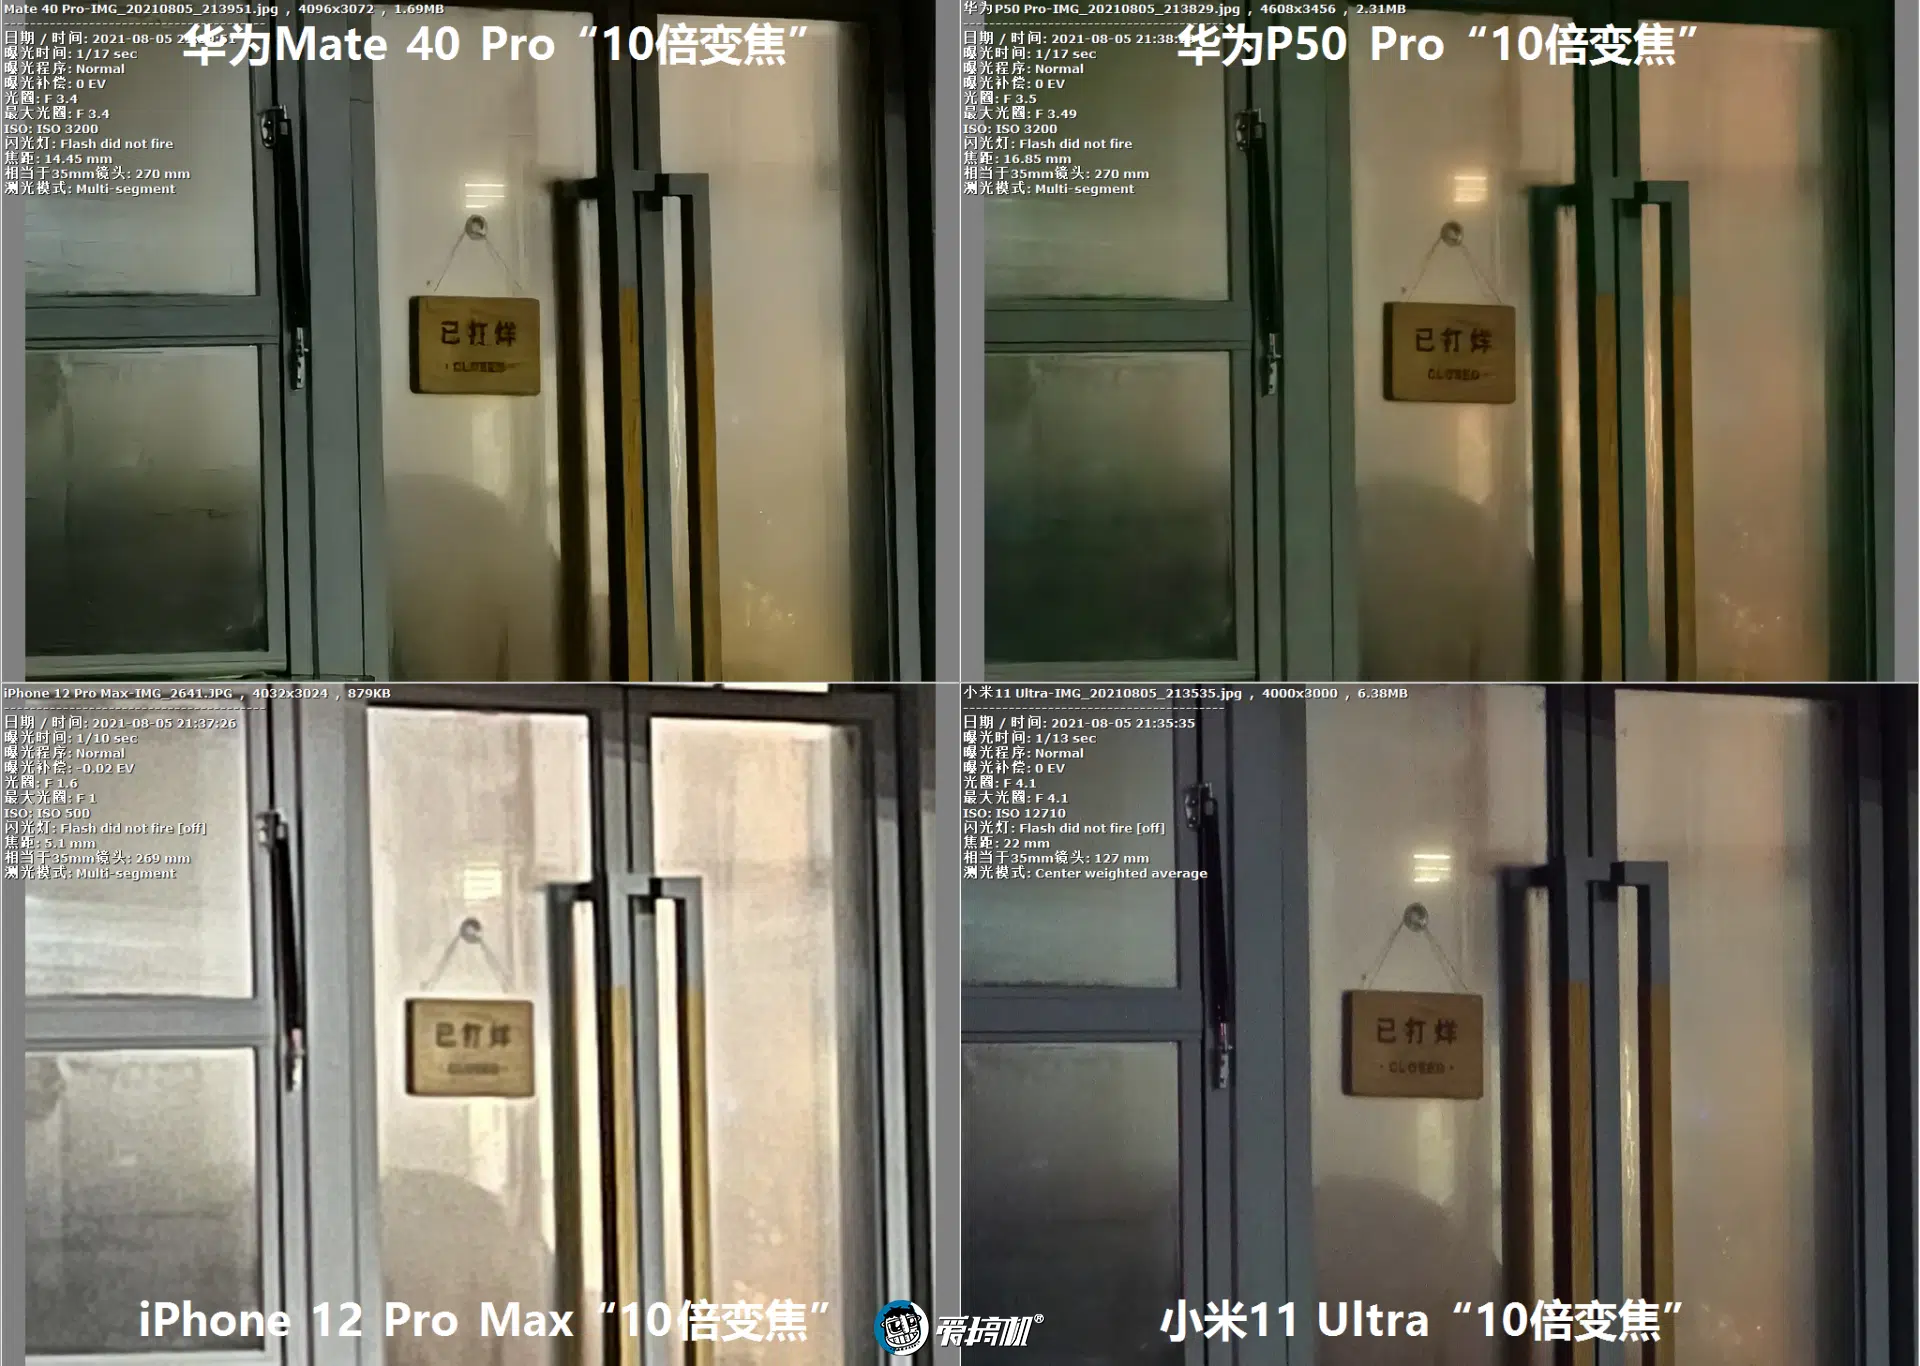 Mate 40 Pro-IMG_20210805_213951.jpg , 4096x3072 , 1.69MB
华为Mate 40 Pro“10倍变焦”
日期 / 时间: 2021-08-05
曝光时间: 1/17 sec
曝光程序: Normal
曝光补偿: 0 EV
光圈: F 3.4
最大光圈: F 3.4
ISO: ISO 3200
闪光灯: Flash did not fire
焦距: 14.45 mm
相当于35mm镜头: 270 mm
测光模式: Multi-segment
已打烊
CLOSED
华为P50 Pro-IMG_20210805_213829.jpg , 4608x3456 , 2.31MB
华为P50 Pro“10倍变焦”
日期 / 时间: 2021-08-05 21:38:
曝光时间: 1/17 sec
曝光程序: Normal
曝光补偿: 0 EV
光圈: F 3.5
最大光圈: F 3.49
ISO: ISO 3200
闪光灯: Flash did not fire
焦距: 16.85 mm
相当于35mm镜头: 270 mm
测光模式: Multi-segment
已打烊
CLOSED
iPhone 12 Pro Max-IMG_2641.JPG , 4032x3024 , 879KB
日期 / 时间: 2021-08-05 21:37:26
曝光时间: 1/10 sec
曝光程序: Normal
曝光补偿: -0.02 EV
光圈: F 1.6
最大光圈: F 1
ISO: ISO 500
闪光灯: Flash did not fire [off]
焦距: 5.1 mm
相当于35mm镜头: 269 mm
测光模式: Multi-segment
已打烊
CLOSED
iPhone 12 Pro Max“10倍变焦”
小米11 Ultra-IMG_20210805_213535.jpg , 4000x3000 , 6.38MB
日期 / 时间: 2021-08-05 21:35:35
曝光时间: 1/13 sec
曝光程序: Normal
曝光补偿: 0 EV
光圈: F 4.1
最大光圈: F 4.1
ISO: ISO 12710
闪光灯: Flash did not fire [off]
焦距: 22 mm
相当于35mm镜头: 127 mm
测光模式: Center weighted average
已打烊
·CLOSED·
小米11 Ultra“10倍变焦”
爱搞机®